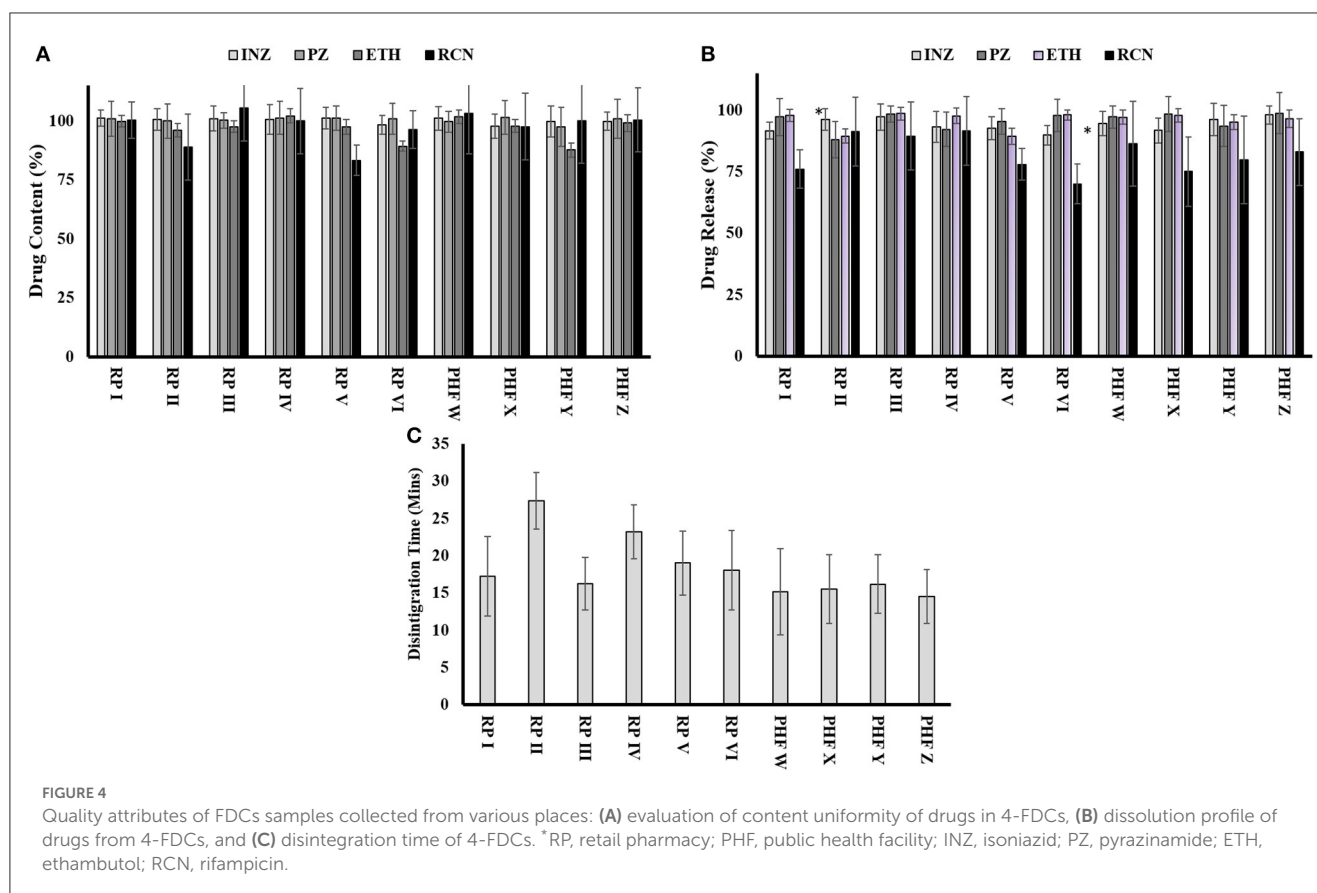 A
INZ PZ ETH RCN
Drug Content (%)
100
75
50
25
0
RP I
RP II
RP III
RP IV
RP V
RP VI
PHF W
PHF X
PHF Y
PHF Z
B
INZ PZ ETH RCN
Drug Release (%)
100
75
50
25
0
*
*
RP I
RP II
RP III
RP IV
RP V
RP VI
PHF W
PHF X
PHF Y
PHF Z
C
Disintigration Time (Mins)
35
30
25
20
15
10
5
0
RP I
RP II
RP III
RP IV
RP V
RP VI
PHF W
PHF X
PHF Y
PHF Z
FIGURE 4
Quality attributes of FDCs samples collected from various places: (A) evaluation of content uniformity of drugs in 4-FDCs, (B) dissolution profile of
drugs from 4-FDCs, and (C) disintegration time of 4-FDCs. *RP, retail pharmacy; PHF, public health facility; INZ, isoniazid; PZ, pyrazinamide; ETH,
ethambutol; RCN, rifampicin.